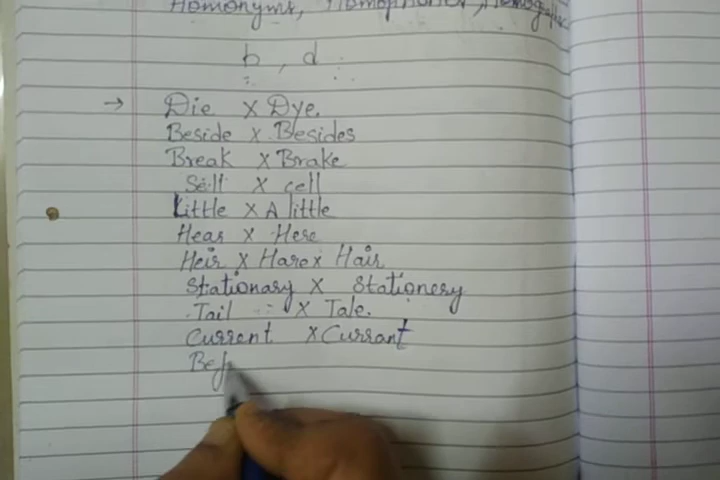 Homonyms, Homophones,
b , d
→ Die X Dye.
Beside X Besides
Break X Brake
Sell X cell
Little X A little
Hear X Here
Heir X Hare X Hair
Stationary X Stationery
Tail X Tale.
Current X Currant